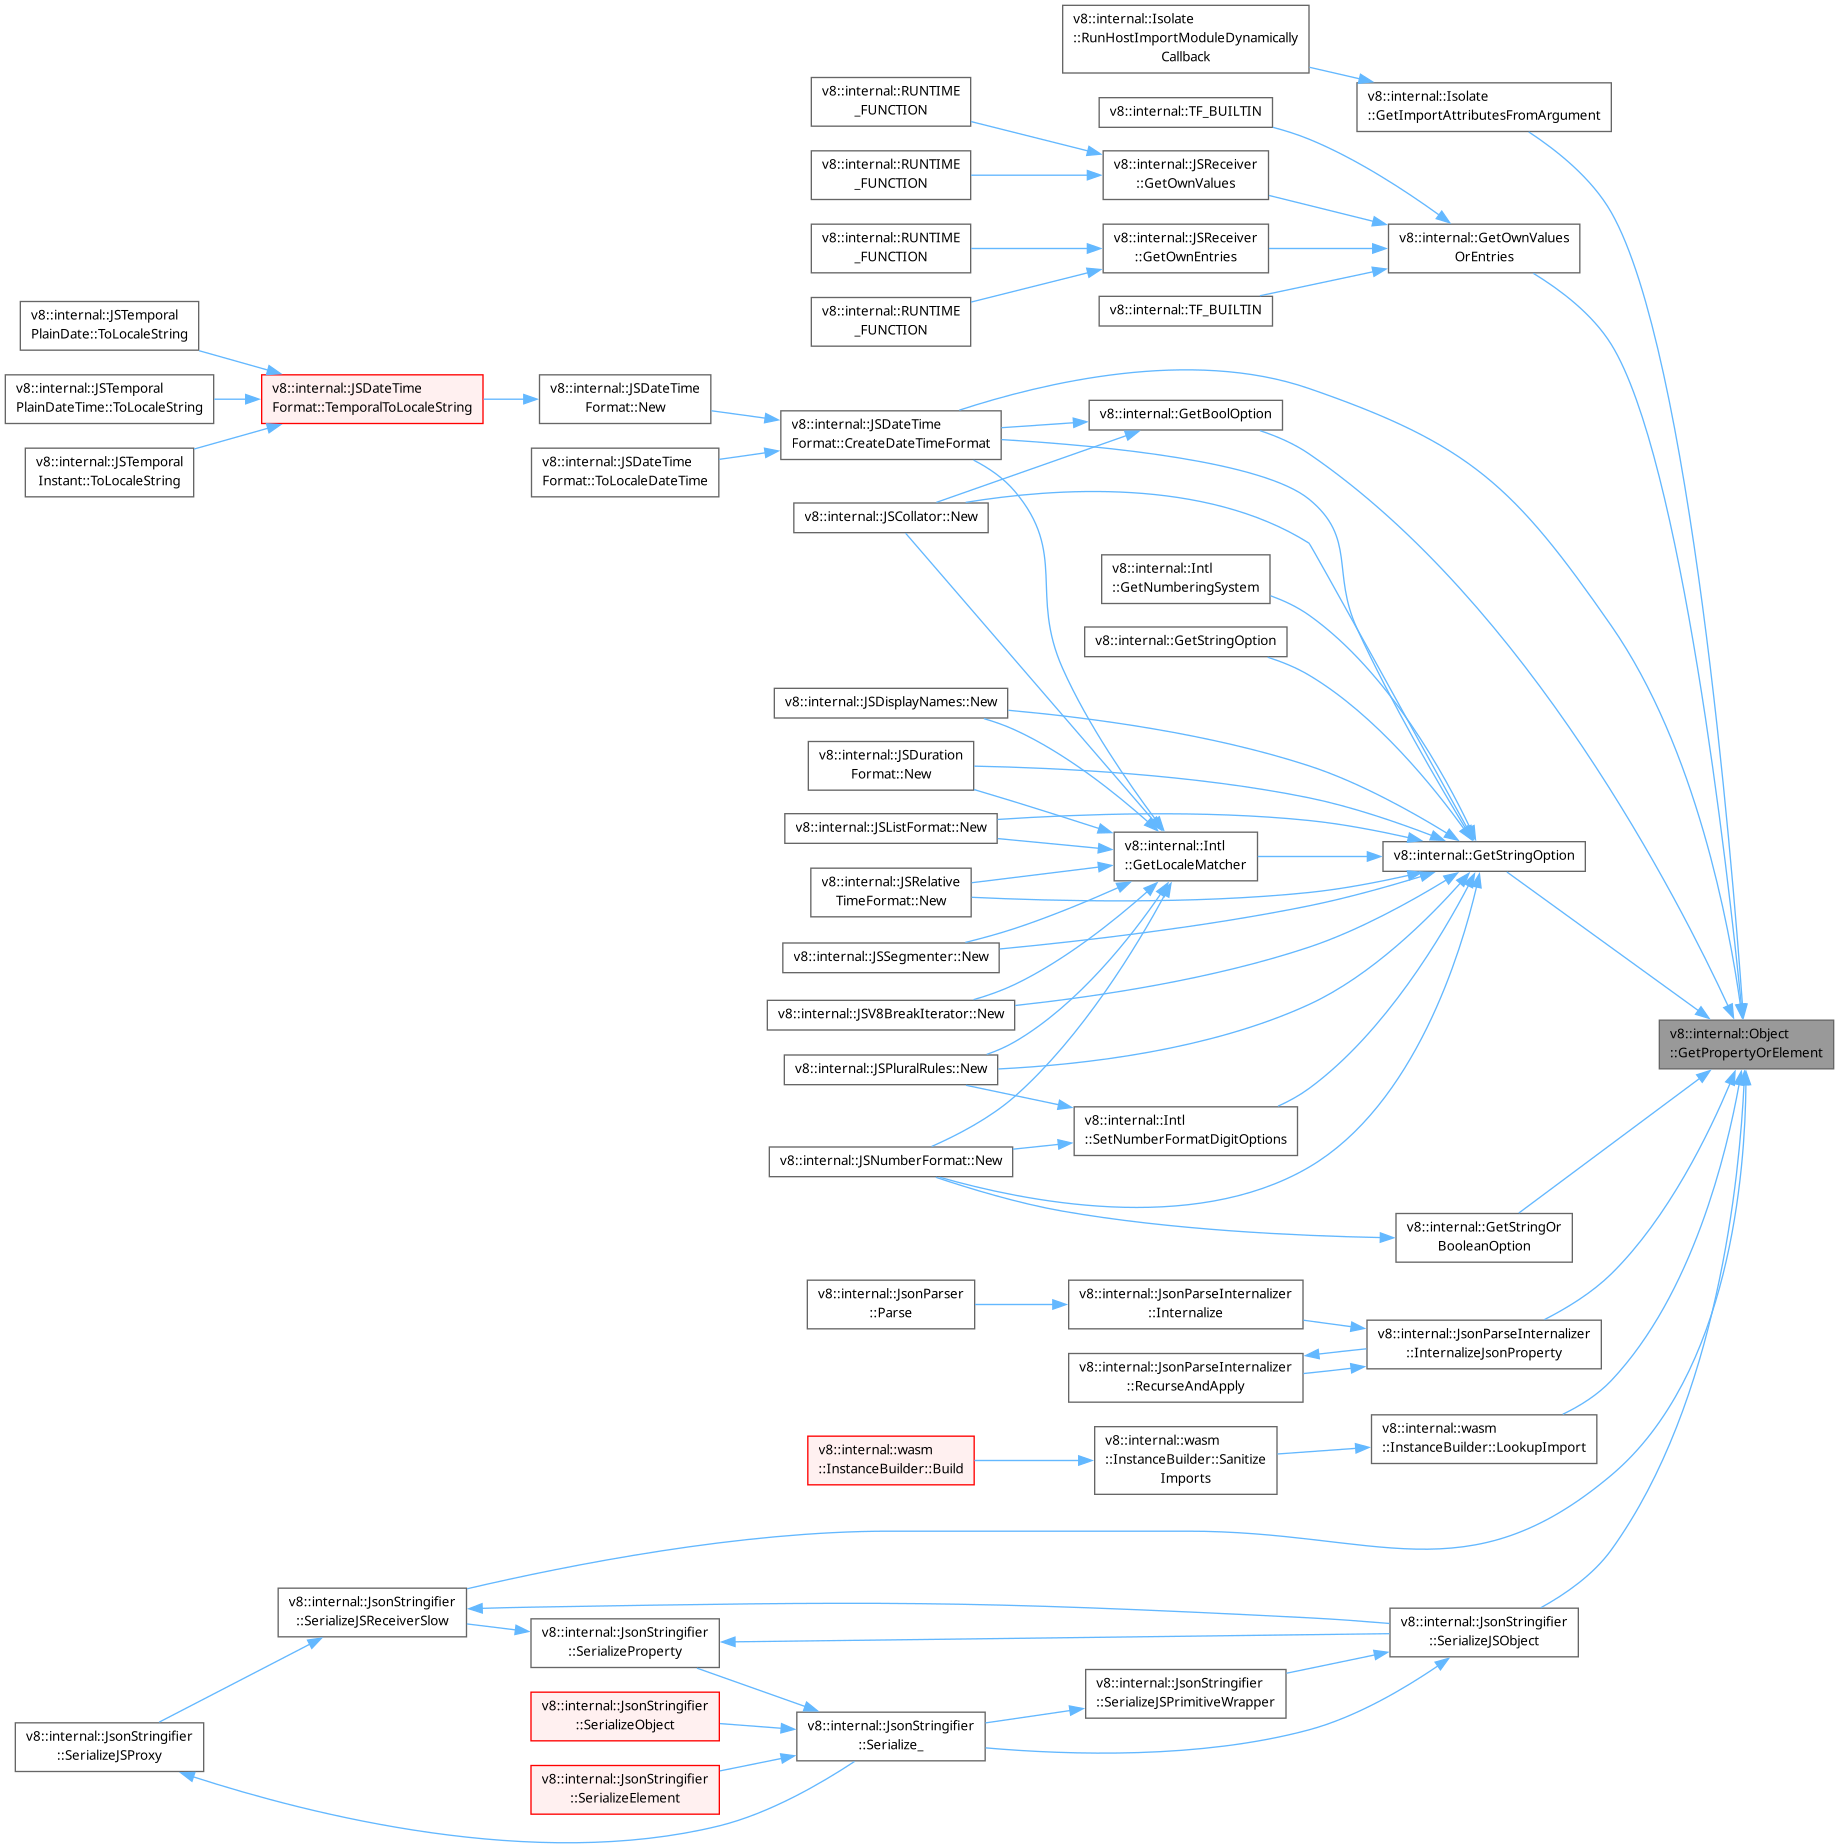 v8::internal::Isolate
::RunHostImportModuleDynamically
Callback
v8::internal::Isolate
::GetImportAttributesFromArgument
v8::internal::RUNTIME
_FUNCTION
v8::internal::TF_BUILTIN
v8::internal::RUNTIME
_FUNCTION
v8::internal::JSReceiver
::GetOwnValues
v8::internal::RUNTIME
_FUNCTION
v8::internal::JSReceiver
::GetOwnEntries
v8::internal::GetOwnValues
OrEntries
v8::internal::RUNTIME
_FUNCTION
v8::internal::TF_BUILTIN
v8::internal::JSTemporal
PlainDate::ToLocaleString
v8::internal::JSTemporal
PlainDateTime::ToLocaleString
v8::internal::JSDateTime
Format::TemporalToLocaleString
v8::internal::JSDateTime
Format::New
v8::internal::JSDateTime
Format::CreateDateTimeFormat
v8::internal::GetBoolOption
v8::internal::JSTemporal
Instant::ToLocaleString
v8::internal::JSDateTime
Format::ToLocaleDateTime
v8::internal::JSCollator::New
v8::internal::Intl
::GetNumberingSystem
v8::internal::GetStringOption
v8::internal::JSDisplayNames::New
v8::internal::JSDuration
Format::New
v8::internal::JSListFormat::New
v8::internal::Intl
::GetLocaleMatcher
v8::internal::GetStringOption
v8::internal::JSRelative
TimeFormat::New
v8::internal::JSSegmenter::New
v8::internal::JSV8BreakIterator::New
v8::internal::Object
::GetPropertyOrElement
v8::internal::JSPluralRules::New
v8::internal::Intl
::SetNumberFormatDigitOptions
v8::internal::JSNumberFormat::New
v8::internal::GetStringOr
BooleanOption
v8::internal::JsonParser
::Parse
v8::internal::JsonParseInternalizer
::Internalize
v8::internal::JsonParseInternalizer
::InternalizeJsonProperty
v8::internal::JsonParseInternalizer
::RecurseAndApply
v8::internal::wasm
::InstanceBuilder::LookupImport
v8::internal::wasm
::InstanceBuilder::Build
v8::internal::wasm
::InstanceBuilder::Sanitize
Imports
v8::internal::JsonStringifier
::SerializeJSReceiverSlow
v8::internal::JsonStringifier
::SerializeProperty
v8::internal::JsonStringifier
::SerializeJSObject
v8::internal::JsonStringifier
::SerializeJSPrimitiveWrapper
v8::internal::JsonStringifier
::SerializeObject
v8::internal::JsonStringifier
::Serialize_
v8::internal::JsonStringifier
::SerializeJSProxy
v8::internal::JsonStringifier
::SerializeElement